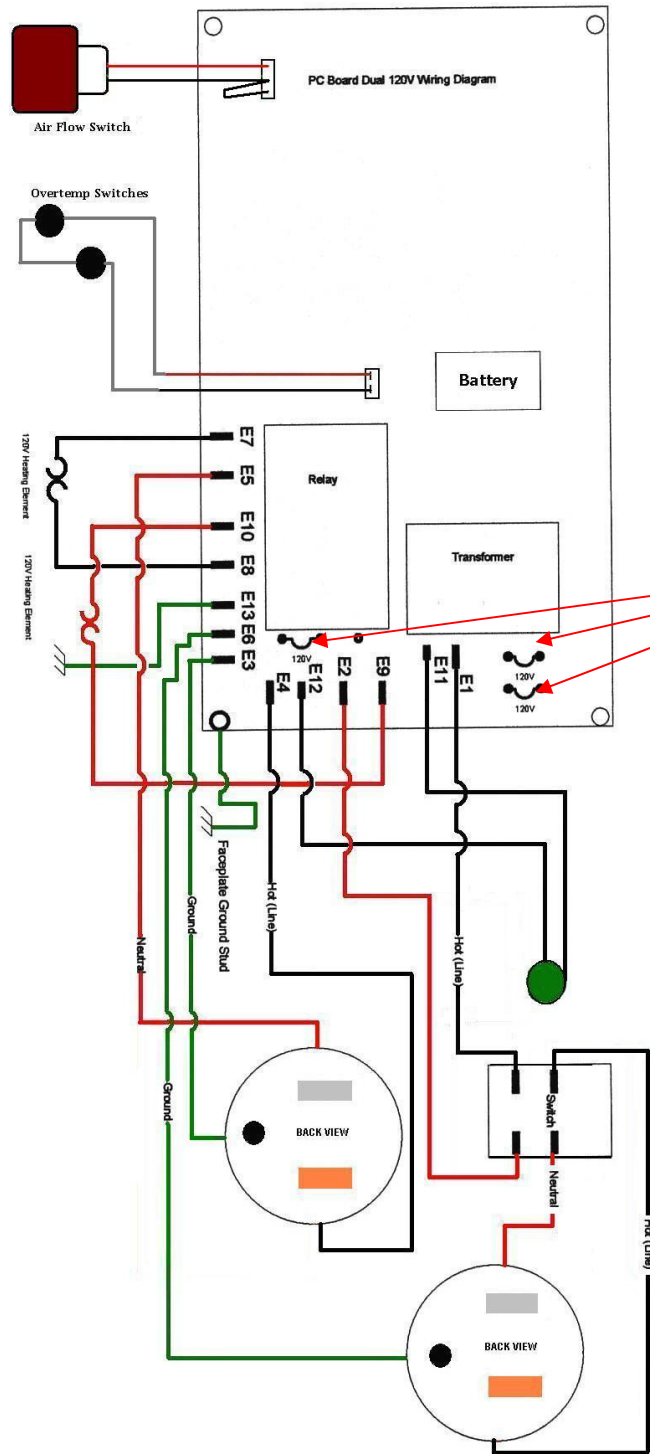 PC Board Dual 120V Wiring Diagram
Air Flow Switch
Overtemp Switches
Battery
E7
120V Heating Element
E5
Relay
E10
Transformer
E8
120V Heating Element
E13
E6
E3
120V
120V
120V
E4
E12
E2
E9
E11
E1
Faceplate Ground Stud
Hot (Line)
Ground
Neutral
Hot (Line)
Ground
Switch
BACK VIEW
Neutral
Hot (Line)
BACK VIEW